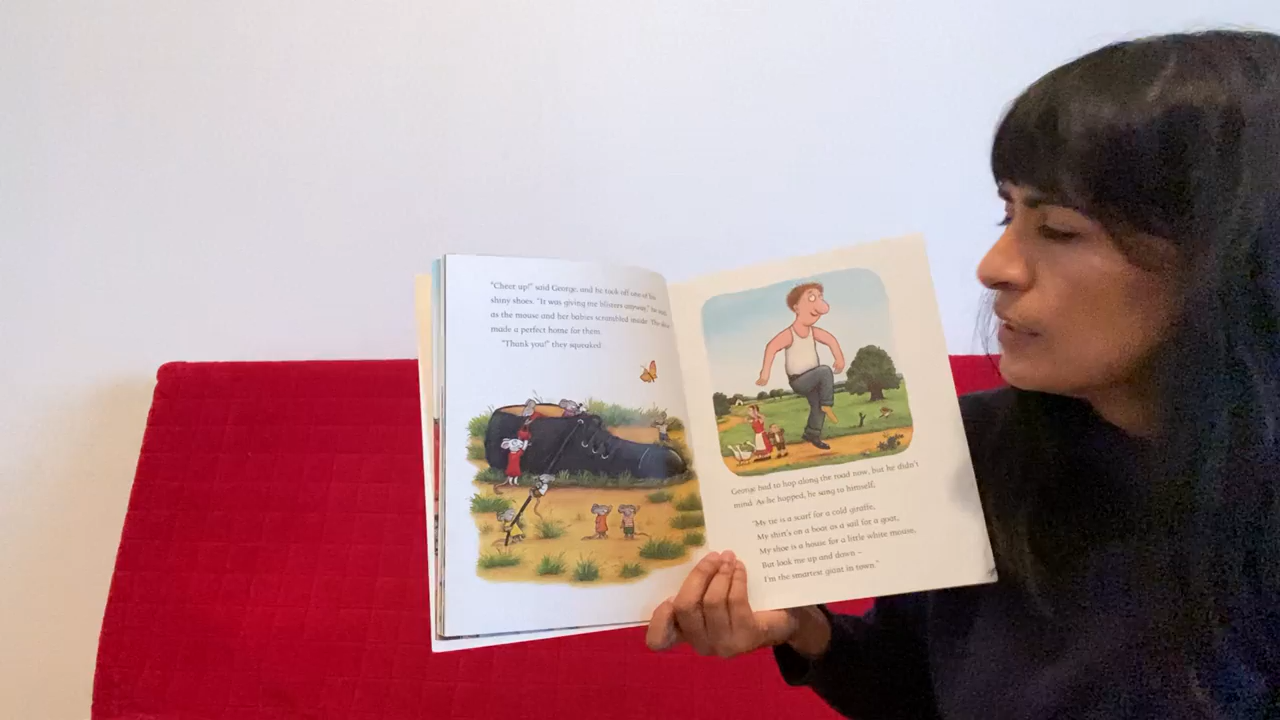 "Cheer up!" said George, and he took off one of his
shiny shoes. "It was giving me blisters anyway," he said,
as the mouse and her babies scrambled inside. The shoe
made a perfect home for them.
"Thank you!" they squeaked.
George had to hop along the road now, but he didn't
mind. As he hopped, he sang to himself,
"My tie is a scarf for a cold giraffe,
My shirt's on a boat as a sail for a goat,
My shoe is a house for a little white mouse,
But look me up and down –
I'm the smartest giant in town."